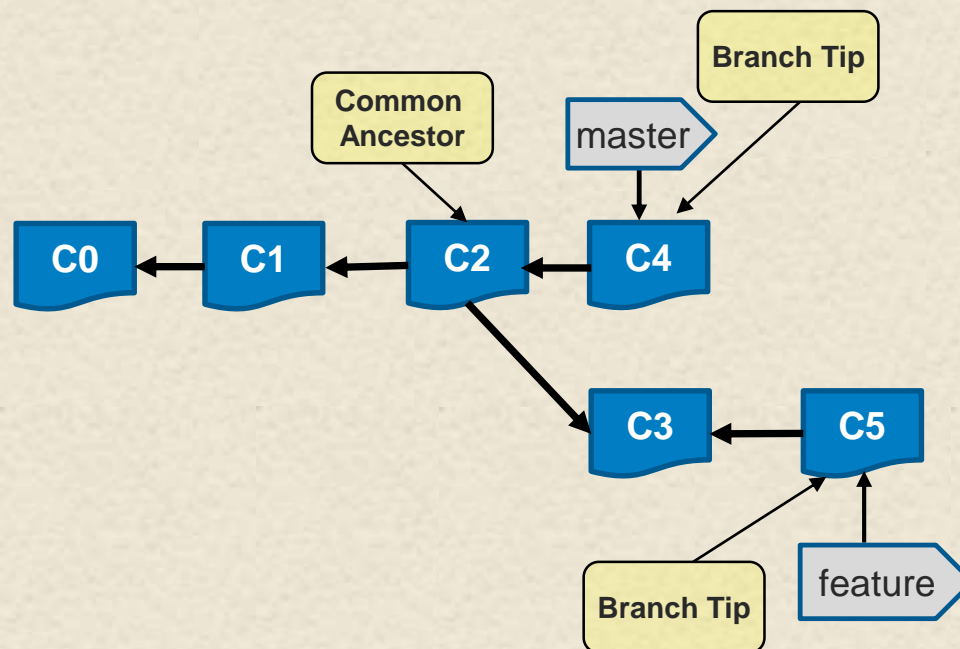 Branch Tip
Common
Ancestor
master
C0
C1
C2
C4
C3
C5
Branch Tip
feature